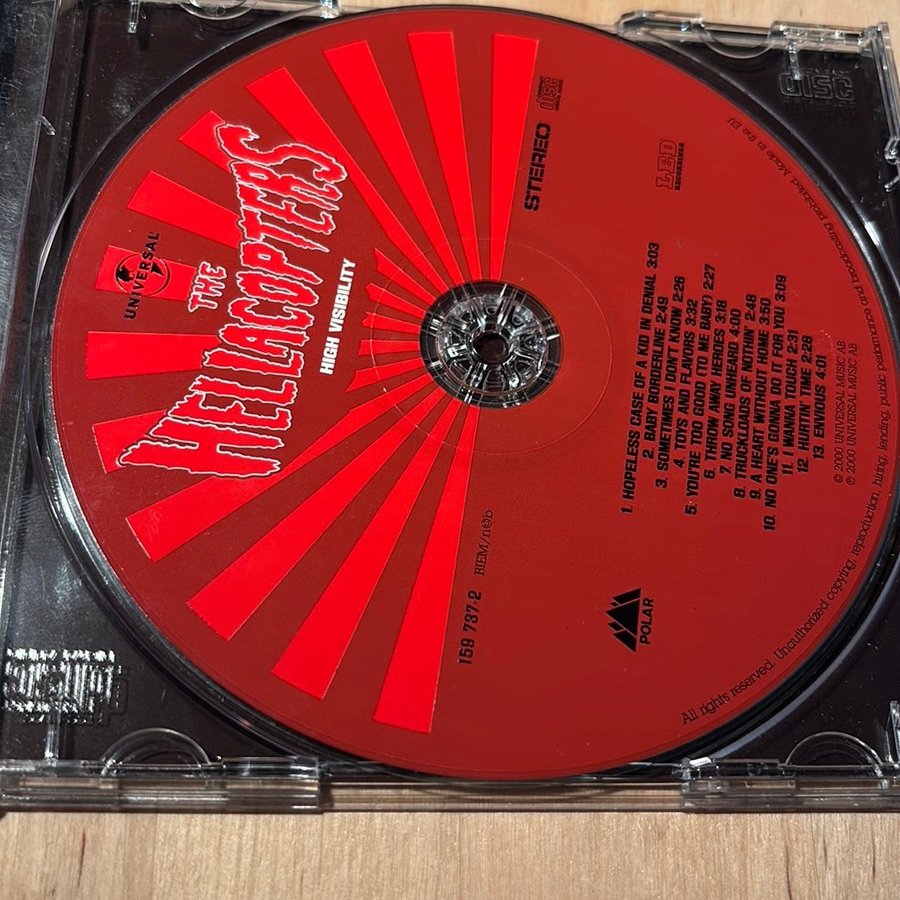 UNIVERSAL
THE
HELLACOPTERS
HIGH VISIBILITY
STEREO
disc
LED
RECORDINGS
159 737-2 BIEM/n©b
POLAR
1. HOPELESS CASE OF A KID IN DENIAL 3:03
2. BABY BORDERLINE 2:49
3. SOMETIMES I DON'T KNOW 2:26
4. TOYS AND FLAVORS 3:32
5. YOU'RE TOO GOOD (TO ME BABY) 2:27
6. THROW AWAY HEROES 3:18
7. NO SONG UNHEARD 4:00
8. TRUCKLOADS OF NOTHIN' 2:48
9. A HEART WITHOUT HOME 3:50
10. NO ONE'S GONNA DO IT FOR YOU 3:09
11. I WANNA TOUCH 2:31
12. HURTIN' TIME 2:26
13. ENVIOUS 4:01
© 2000 UNIVERSAL MUSIC AB
℗ 2000 UNIVERSAL MUSIC AB
All rights reserved. Unauthorized copying, reproduction, hiring, lending, public performance and broadcasting prohibited. Made in the EU
disc